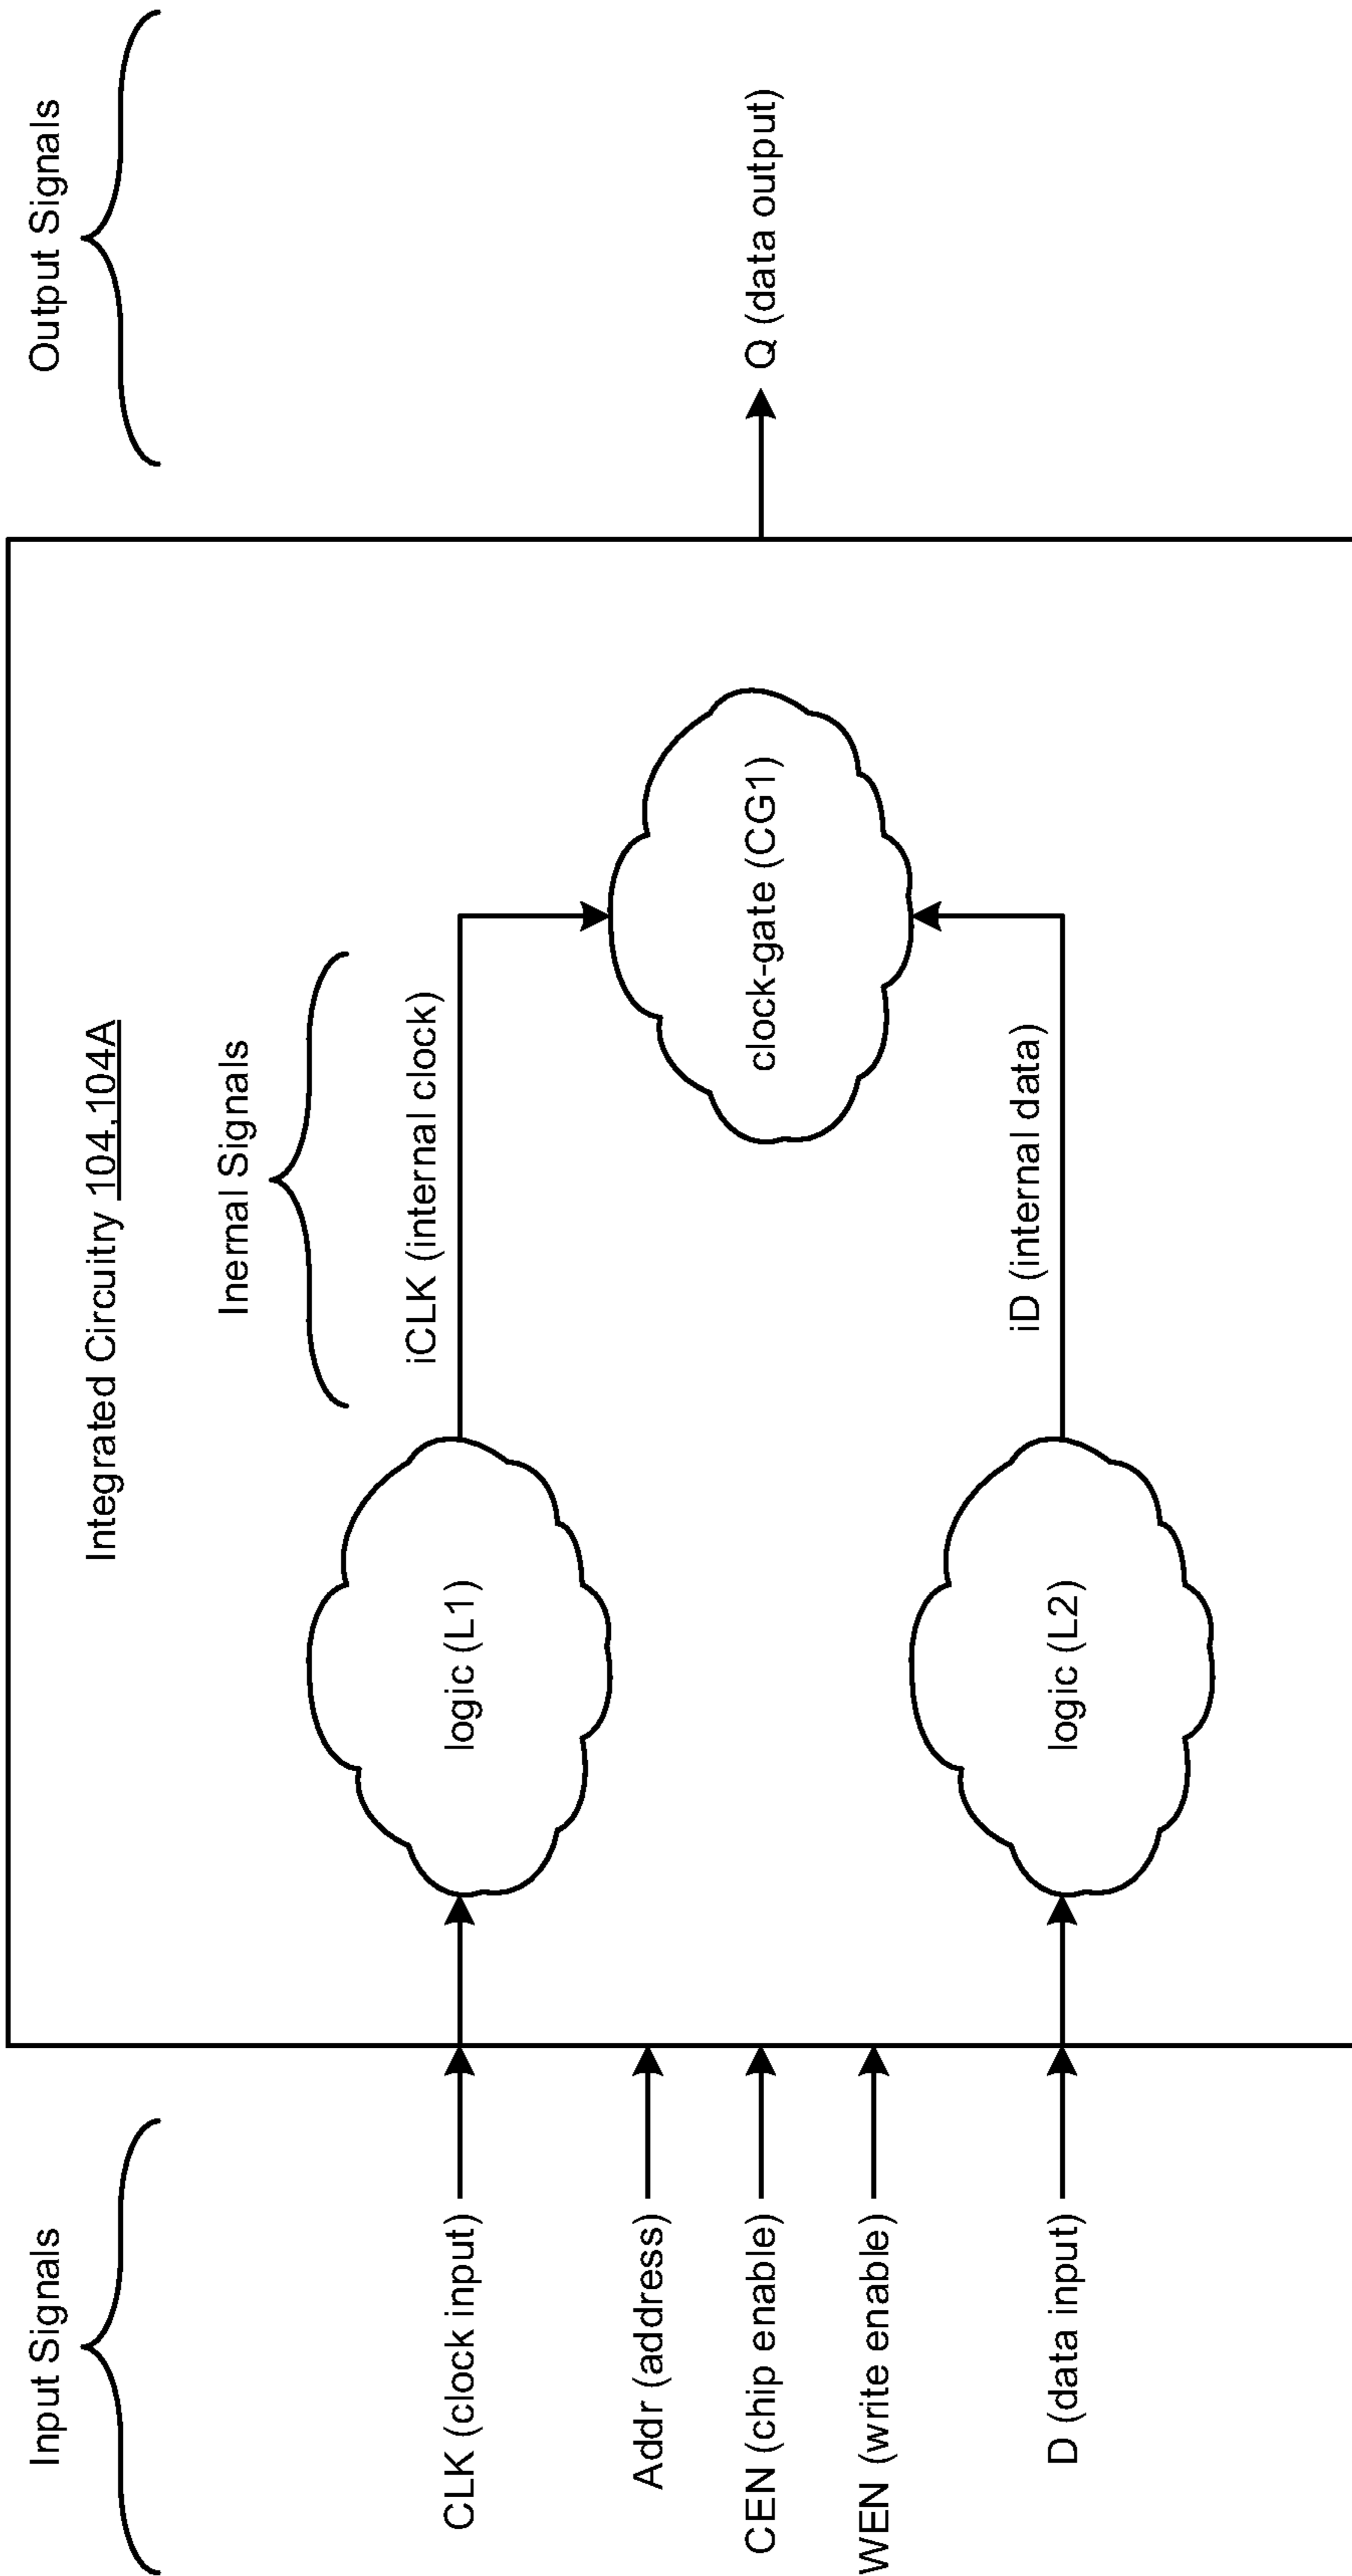 Input Signals
Integrated Circuitry 104,104A
Output Signals
Inernal Signals
CLK (clock input)
logic (L1)
iCLK (internal clock)
Addr (address)
CEN (chip enable)
clock-gate (CG1)
Q (data output)
WEN (write enable)
D (data input)
logic (L2)
iD (internal data)